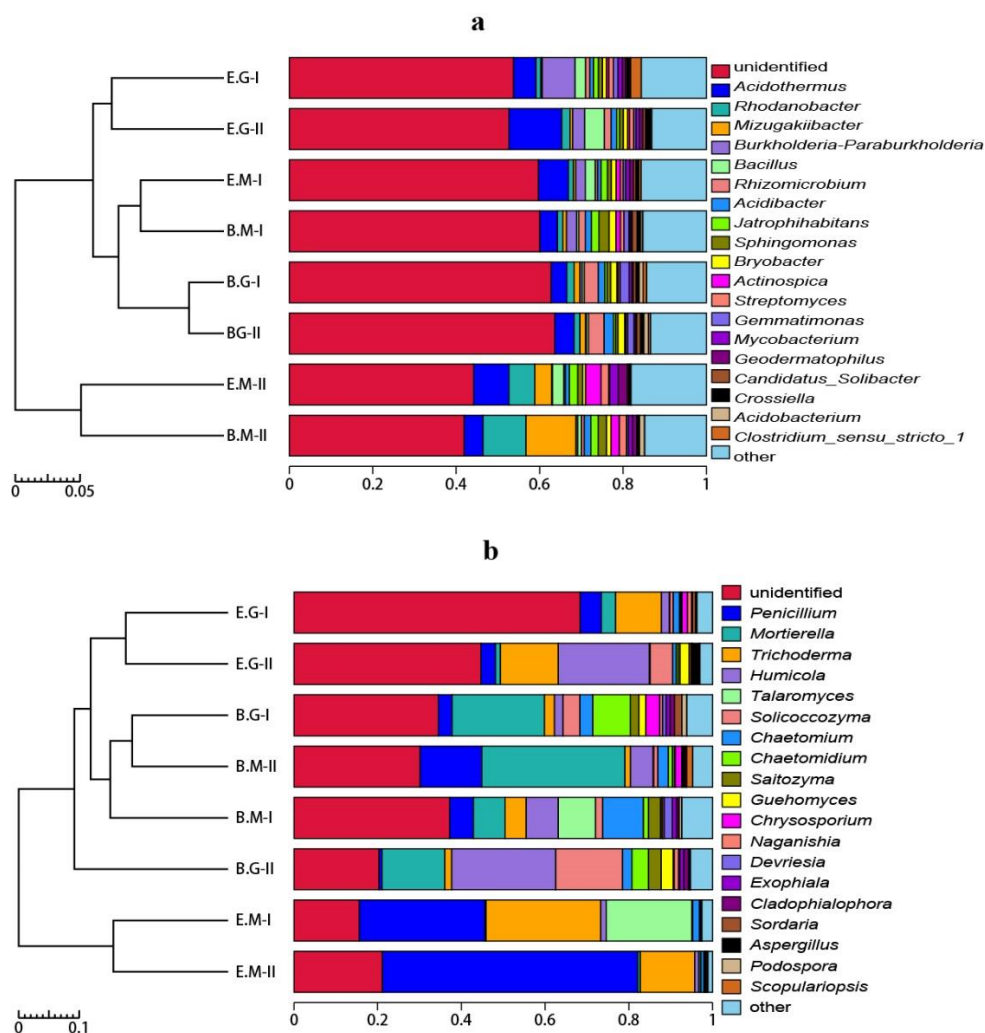 a
E.G-I
E.G-II
E.M-I
B.M-I
B.G-I
BG-II
E.M-II
B.M-II
0 0.05
0 0.2 0.4 0.6 0.8 1
unidentified
Acidothermus
Rhodanobacter
Mizugakiibacter
Burkholderia-Paraburkholderia
Bacillus
Rhizomicrobium
Acidibacter
Jatrophihabitans
Sphingomonas
Bryobacter
Actinospica
Streptomyces
Gemmatimonas
Mycobacterium
Geodermatophilus
Candidatus_Solibacter
Crossiella
Acidobacterium
Clostridium_sensu_stricto_1
other
b
E.G-I
E.G-II
B.G-I
B.M-II
B.M-I
B.G-II
E.M-I
E.M-II
0 0.1
0 0.2 0.4 0.6 0.8 1
unidentified
Penicillium
Mortierella
Trichoderma
Humicola
Talaromyces
Solicoccozyma
Chaetomium
Chaetomidium
Saitozyma
Guehomyces
Chrysosporium
Naganishia
Devriesia
Exophiala
Cladophialophora
Sordaria
Aspergillus
Podospora
Scopulariopsis
other